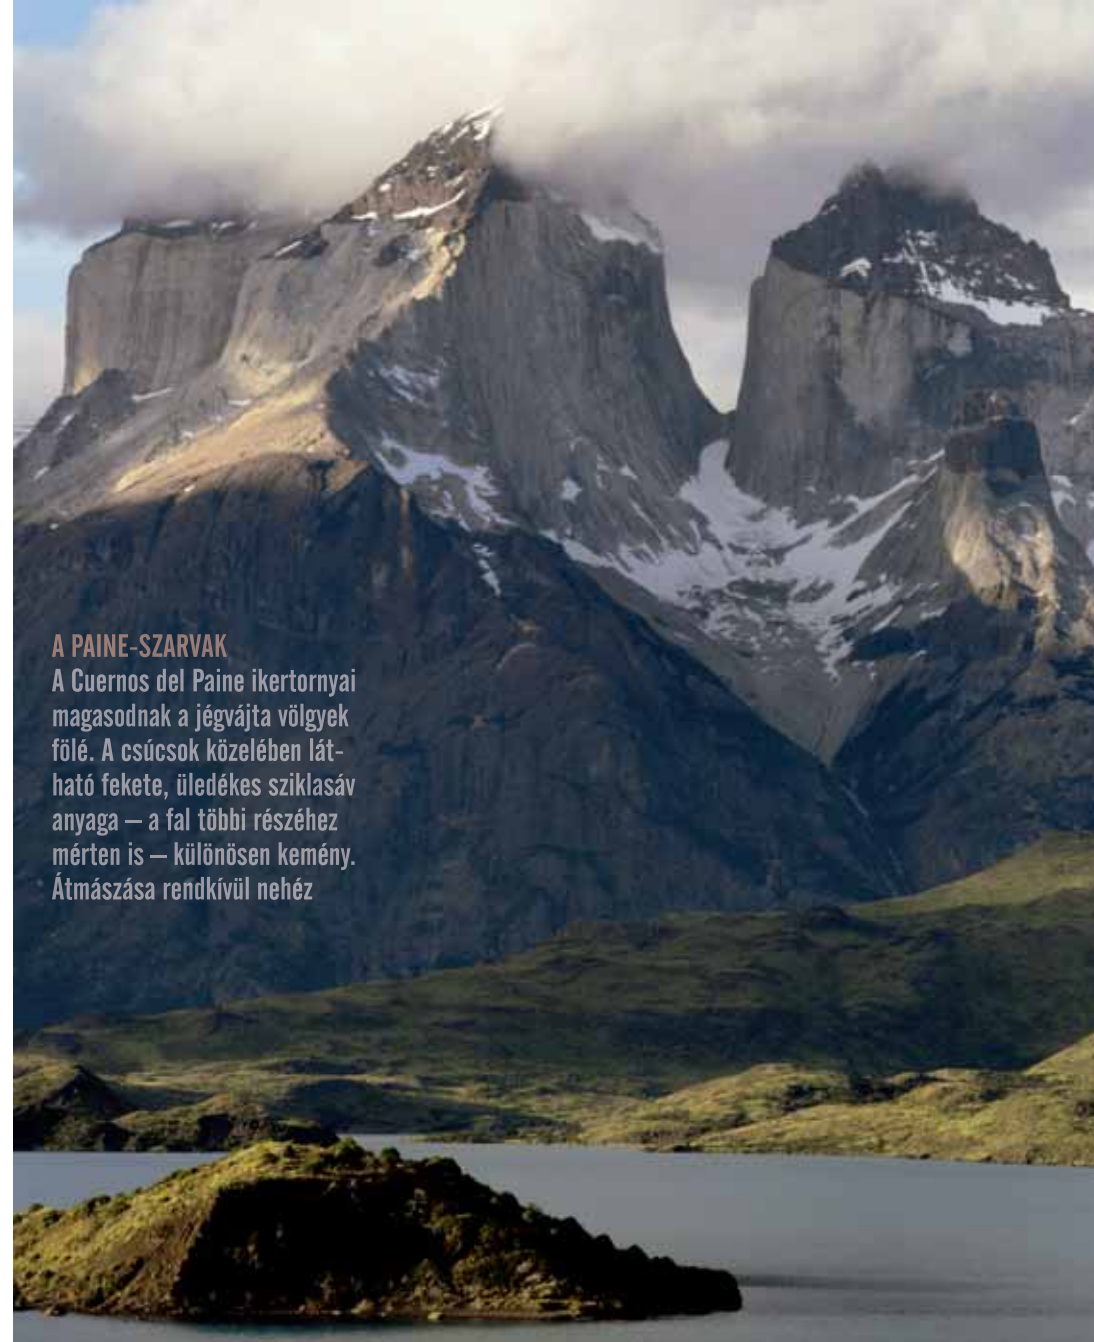 A PAINE-SZARVAK
A Cuernos del Paine ikertornyai
magasodnak a jégvájta völgyek
fölé. A csúcsok közelében lát-
ható fekete, üledékes sziklasáv
anyaga – a fal többi részéhez
mérten is – különösen kemény.
Átmászása rendkívül nehéz